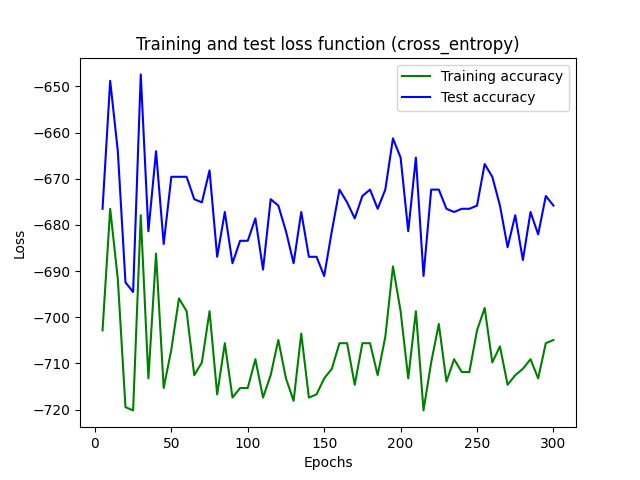 Training and test loss function (cross_entropy)
Training accuracy
Test accuracy
Loss
−650
−660
−670
−680
−690
−700
−710
−720
0 50 100 150 200 250 300
Epochs